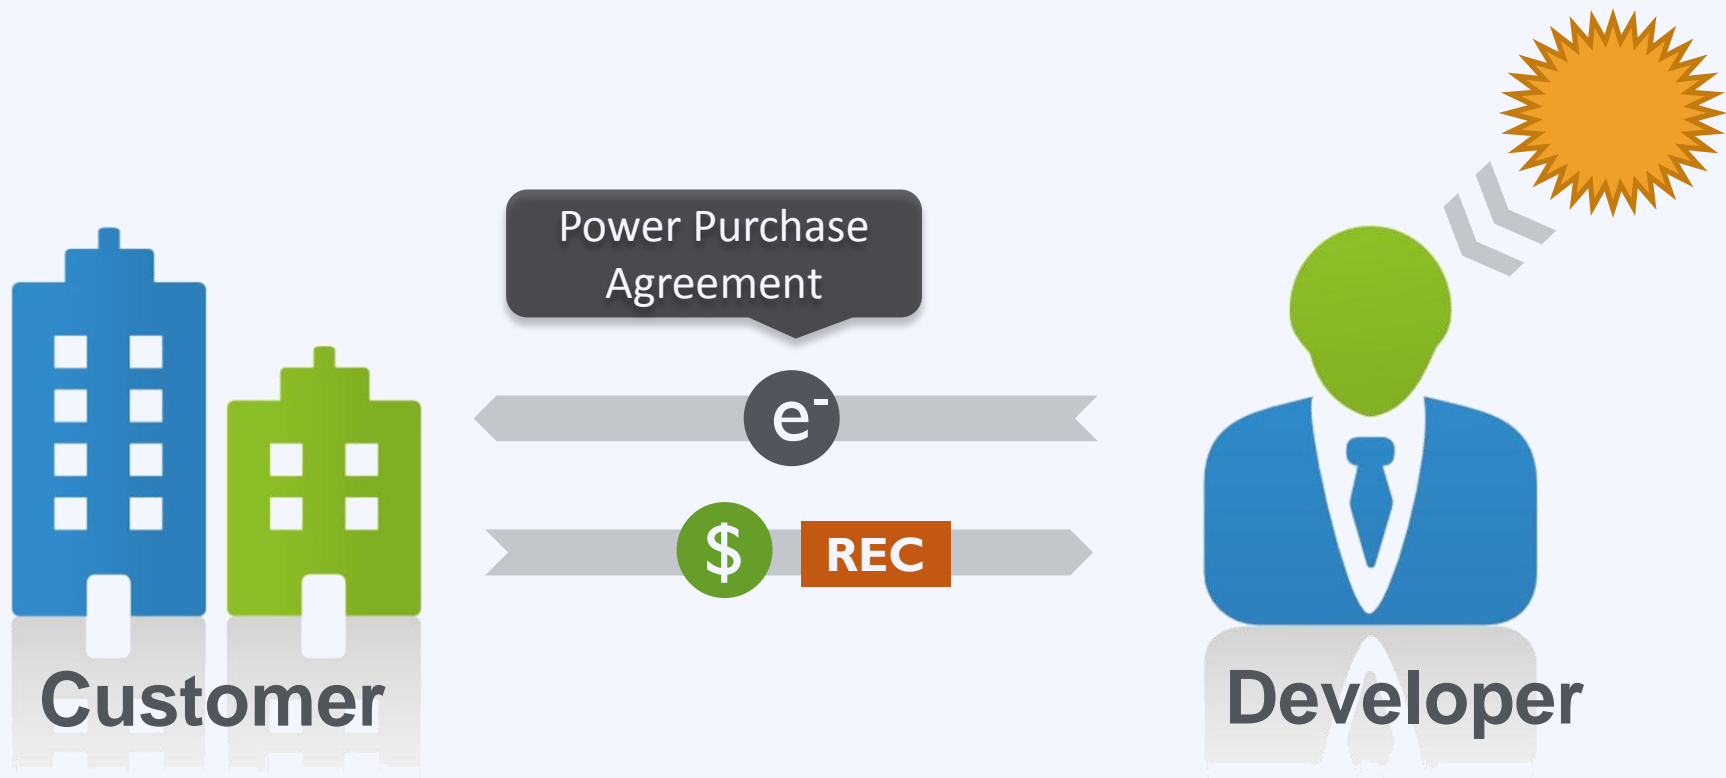 Power Purchase
Agreement
e⁻
$ REC
Customer
Developer